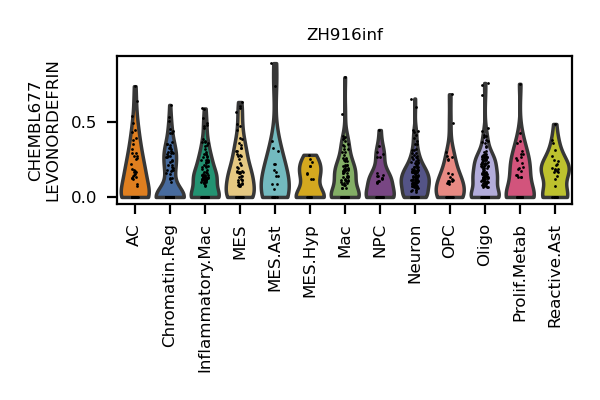 ZH916inf
CHEMBL677
LEVONORDEFRIN
0.5
0.0
AC
Chromatin.Reg
Inflammatory.Mac
MES
MES.Ast
MES.Hyp
Mac
NPC
Neuron
OPC
Oligo
Prolif.Metab
Reactive.Ast